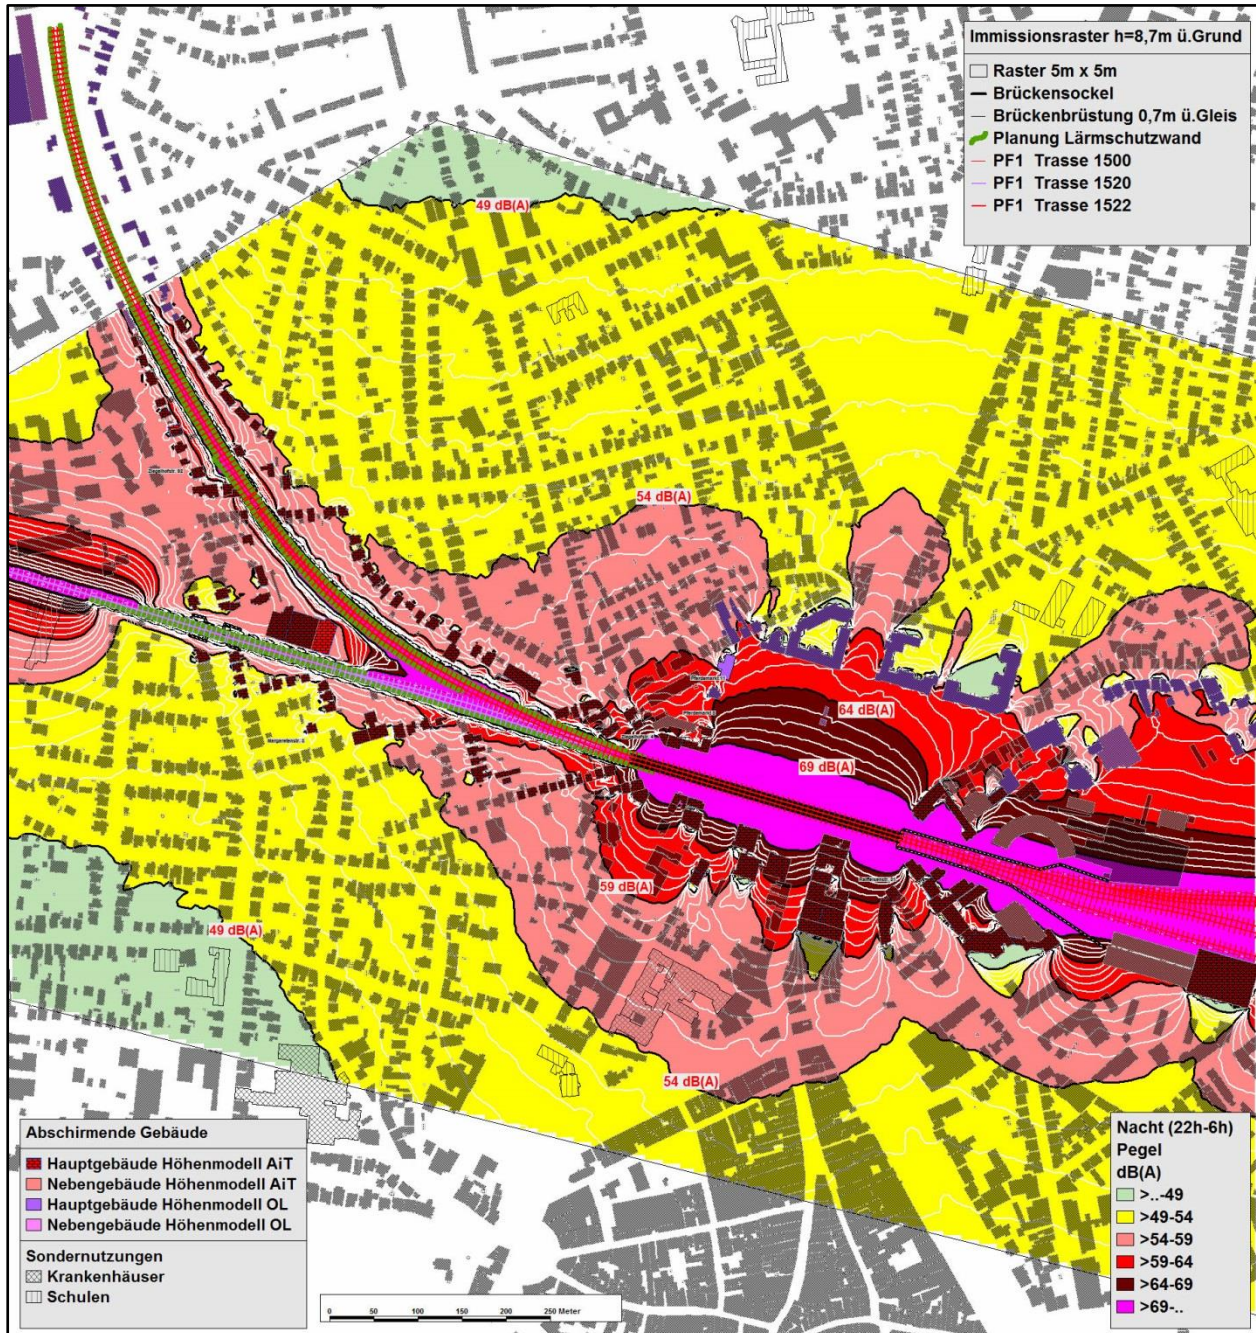 Immissionsraster h=8,7m ü.Grund
Raster 5m x 5m
Brückensockel
Brückenbrüstung 0,7m ü.Gleis
Planung Lärmschutzwand
PF1 Trasse 1500
PF1 Trasse 1520
PF1 Trasse 1522
49 dB(A)
54 dB(A)
64 dB(A)
69 dB(A)
59 dB(A)
49 dB(A)
54 dB(A)
Abschirmende Gebäude
Hauptgebäude Höhenmodell AiT
Nebengebäude Höhenmodell AiT
Hauptgebäude Höhenmodell OL
Nebengebäude Höhenmodell OL
Sondernutzungen
Krankenhäuser
Schulen
0 50 100 150 200 250 Meter
Nacht (22h-6h)
Pegel
dB(A)
>..-49
>49-54
>54-59
>59-64
>64-69
>69-..